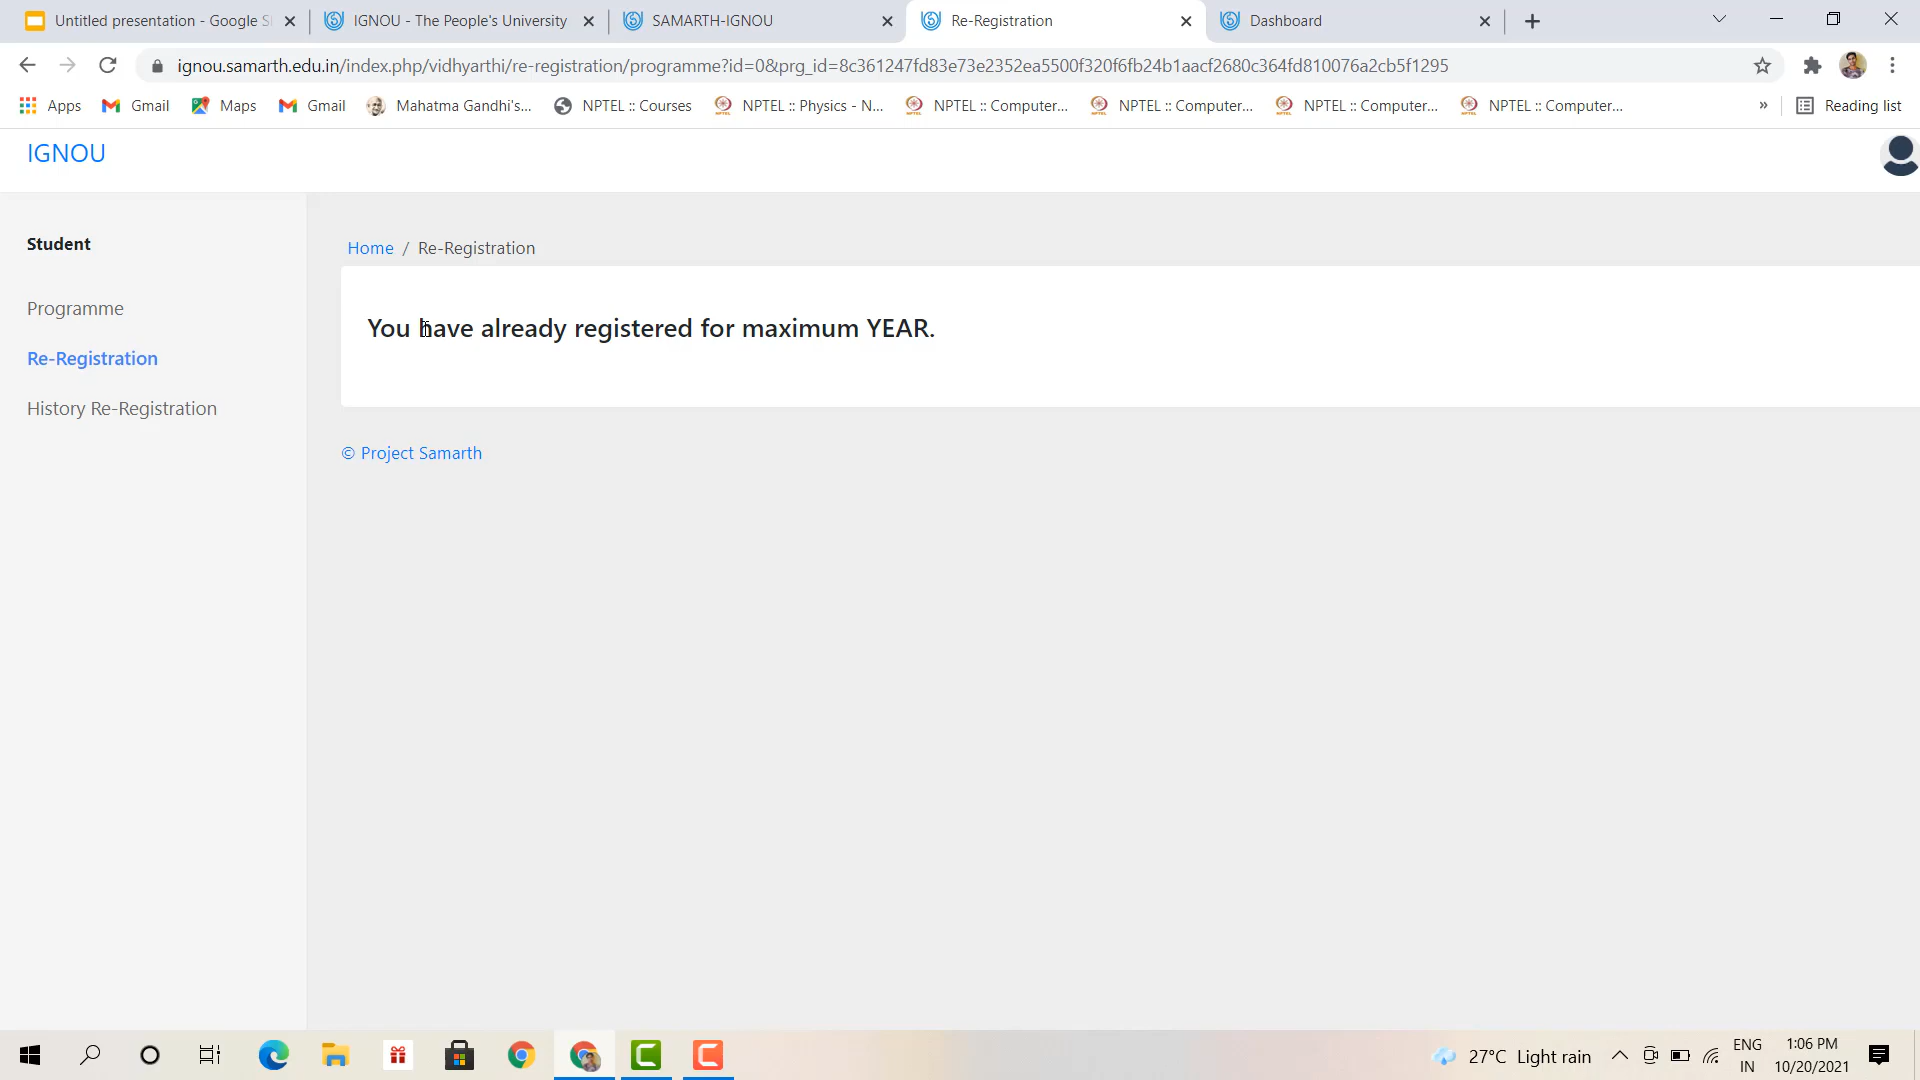 Untitled presentation - Google Sl
IGNOU - The People's University
SAMARTH-IGNOU
Re-Registration
Dashboard
ignou.samarth.edu.in/index.php/vidhyarthi/re-registration/programme?id=0&prg_id=8c361247fd83e73e2352ea5500f320f6fb24b1aacf2680c364fd810076a2cb5f1295
Apps
Gmail
Maps
Gmail
Mahatma Gandhi's...
NPTEL :: Courses
NPTEL :: Physics - N...
NPTEL :: Computer...
NPTEL :: Computer...
NPTEL :: Computer...
NPTEL :: Computer...
»
Reading list
IGNOU
Student
Programme
Re-Registration
History Re-Registration
Home / Re-Registration
You have already registered for maximum YEAR.
© Project Samarth
27°C Light rain
ENG
IN
1:06 PM
10/20/2021